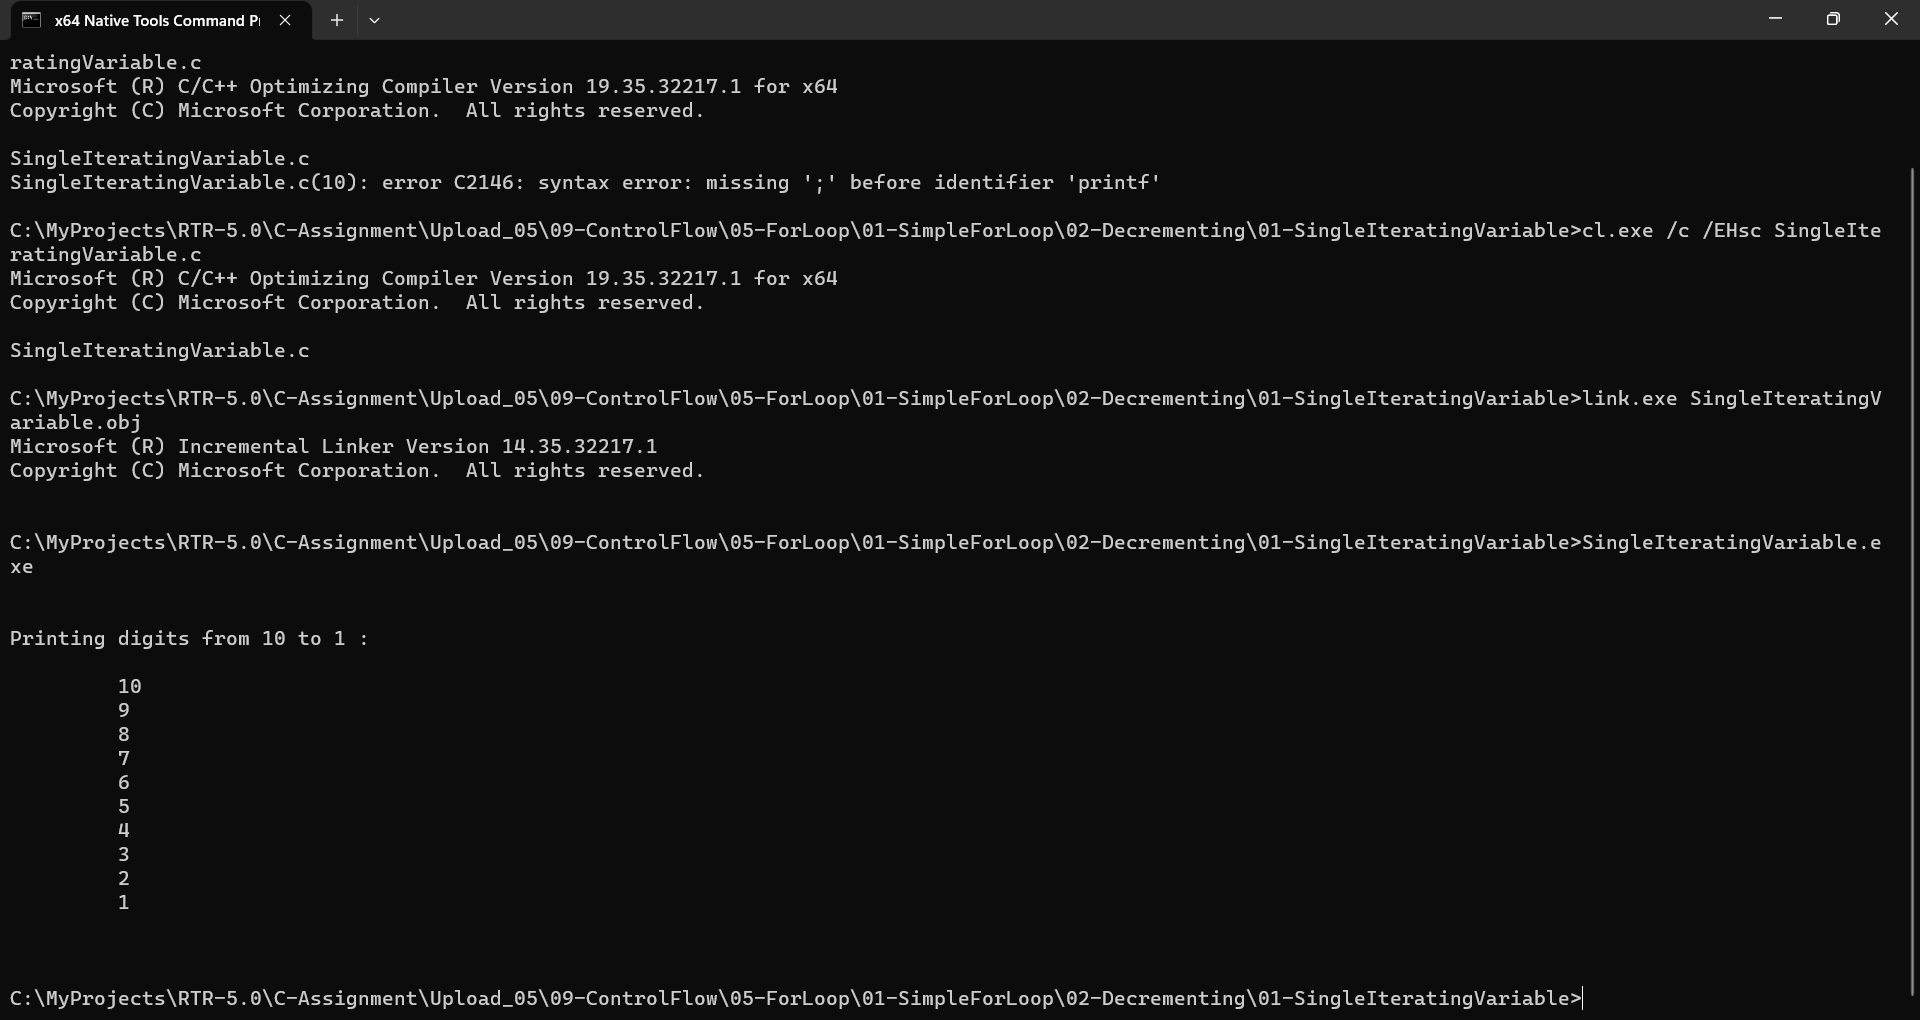 x64 Native Tools Command P
ratingVariable.c
Microsoft (R) C/C++ Optimizing Compiler Version 19.35.32217.1 for x64
Copyright (C) Microsoft Corporation.  All rights reserved.
SingleIteratingVariable.c
SingleIteratingVariable.c(10): error C2146: syntax error: missing ';' before identifier 'printf'
C:\MyProjects\RTR-5.0\C-Assignment\Upload_05\09-ControlFlow\05-ForLoop\01-SimpleForLoop\02-Decrementing\01-SingleIteratingVariable>cl.exe /c /EHsc SingleIte
ratingVariable.c
Microsoft (R) C/C++ Optimizing Compiler Version 19.35.32217.1 for x64
Copyright (C) Microsoft Corporation.  All rights reserved.
SingleIteratingVariable.c
C:\MyProjects\RTR-5.0\C-Assignment\Upload_05\09-ControlFlow\05-ForLoop\01-SimpleForLoop\02-Decrementing\01-SingleIteratingVariable>link.exe SingleIteratingV
ariable.obj
Microsoft (R) Incremental Linker Version 14.35.32217.1
Copyright (C) Microsoft Corporation.  All rights reserved.
C:\MyProjects\RTR-5.0\C-Assignment\Upload_05\09-ControlFlow\05-ForLoop\01-SimpleForLoop\02-Decrementing\01-SingleIteratingVariable>SingleIteratingVariable.e
xe
Printing digits from 10 to 1 :
10
9
8
7
6
5
4
3
2
1
C:\MyProjects\RTR-5.0\C-Assignment\Upload_05\09-ControlFlow\05-ForLoop\01-SimpleForLoop\02-Decrementing\01-SingleIteratingVariable>